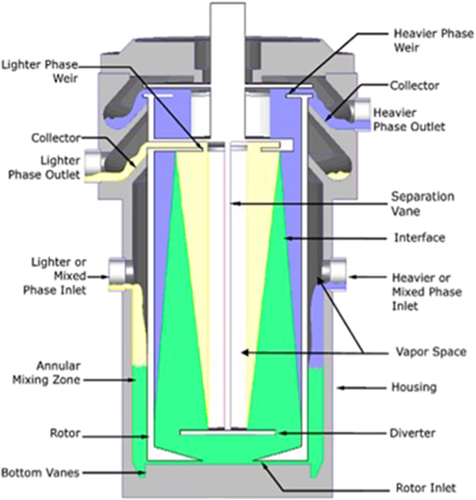 Lighter Phase
Weir
Collector
Lighter
Phase Outlet
Lighter or
Mixed
Phase Inlet
Annular
Mixing Zone
Rotor
Bottom Vanes
Heavier Phase
Weir
Collector
Heavier
Phase Outlet
Separation
Vane
Interface
Heavier or
Mixed Phase
Inlet
Vapor Space
Housing
Diverter
Rotor Inlet